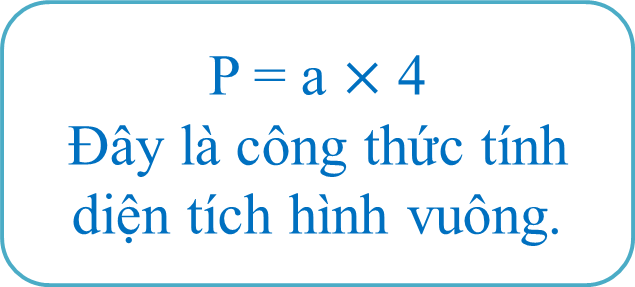 P = a × 4
Đây là công thức tính
diện tích hình vuông.